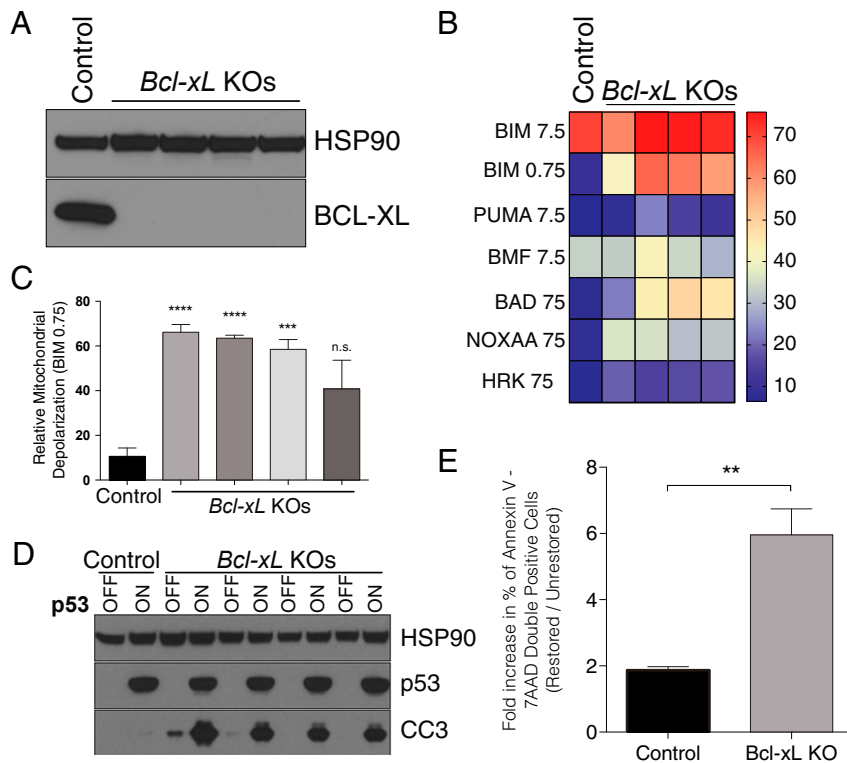 A
Control
Bcl-xL KOs
HSP90
BCL-XL
B
Control
Bcl-xL KOs
BIM 7.5
BIM 0.75
PUMA 7.5
BMF 7.5
BAD 75
NOXAA 75
HRK 75
70
60
50
40
30
20
10
C
Relative Mitochondrial
Depolarization (BIM 0.75)
80
60
40
20
0
****
****
***
n.s.
Control
Bcl-xL KOs
D
Control
Bcl-xL KOs
p53
OFF
ON
OFF
ON
OFF
ON
OFF
ON
OFF
ON
HSP90
p53
CC3
E
Fold increase in % of Annexin V -
7AAD Double Positive Cells
(Restored / Unrestored)
8
6
4
2
0
**
Control
Bcl-xL KO